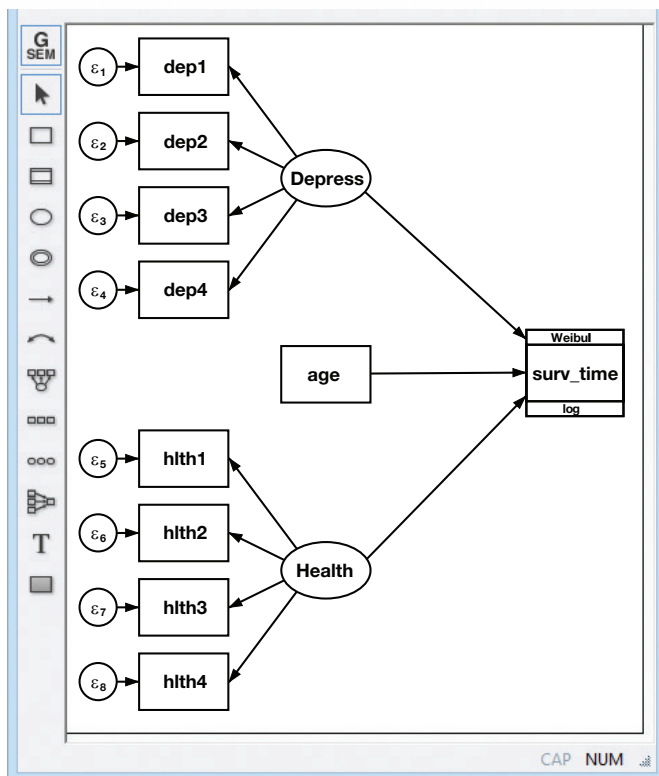 G
SEM
T
ε1
dep1
ε2
dep2
ε3
dep3
ε4
dep4
Depress
age
Weibul
surv_time
log
ε5
hlth1
ε6
hlth2
ε7
hlth3
ε8
hlth4
Health
CAP NUM